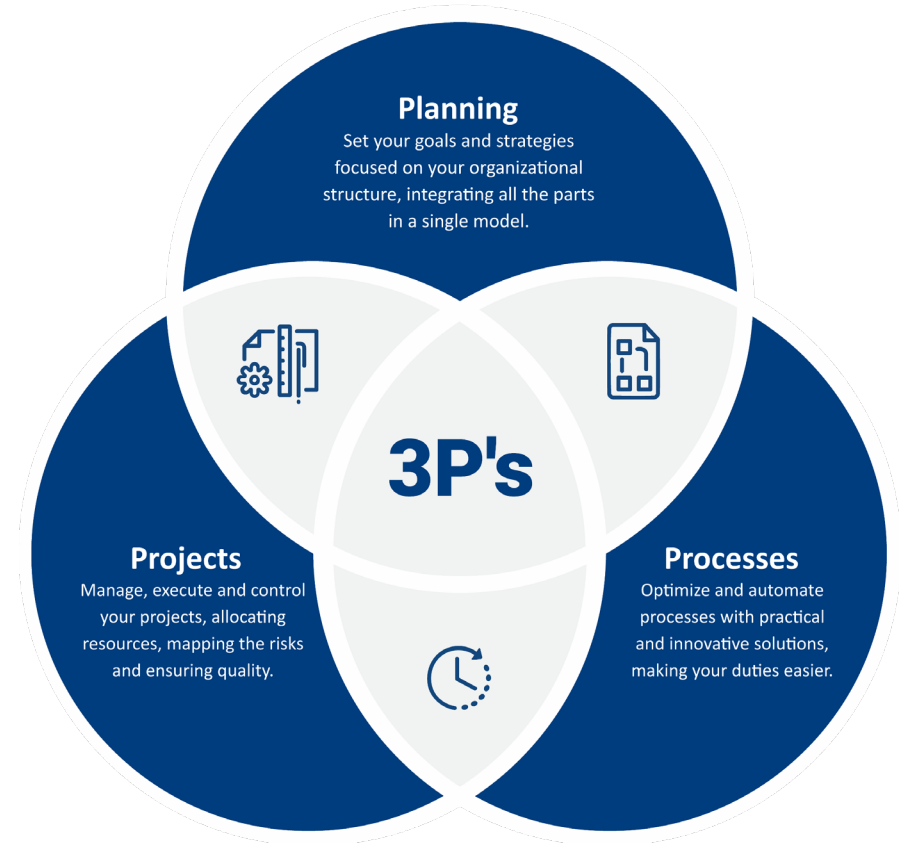 Planning
Set your goals and strategies
focused on your organizational
structure, integrating all the parts
in a single model.
3P's
Projects
Manage, execute and control
your projects, allocating
resources, mapping the risks
and ensuring quality.
Processes
Optimize and automate
processes with practical
and innovative solutions,
making your duties easier.